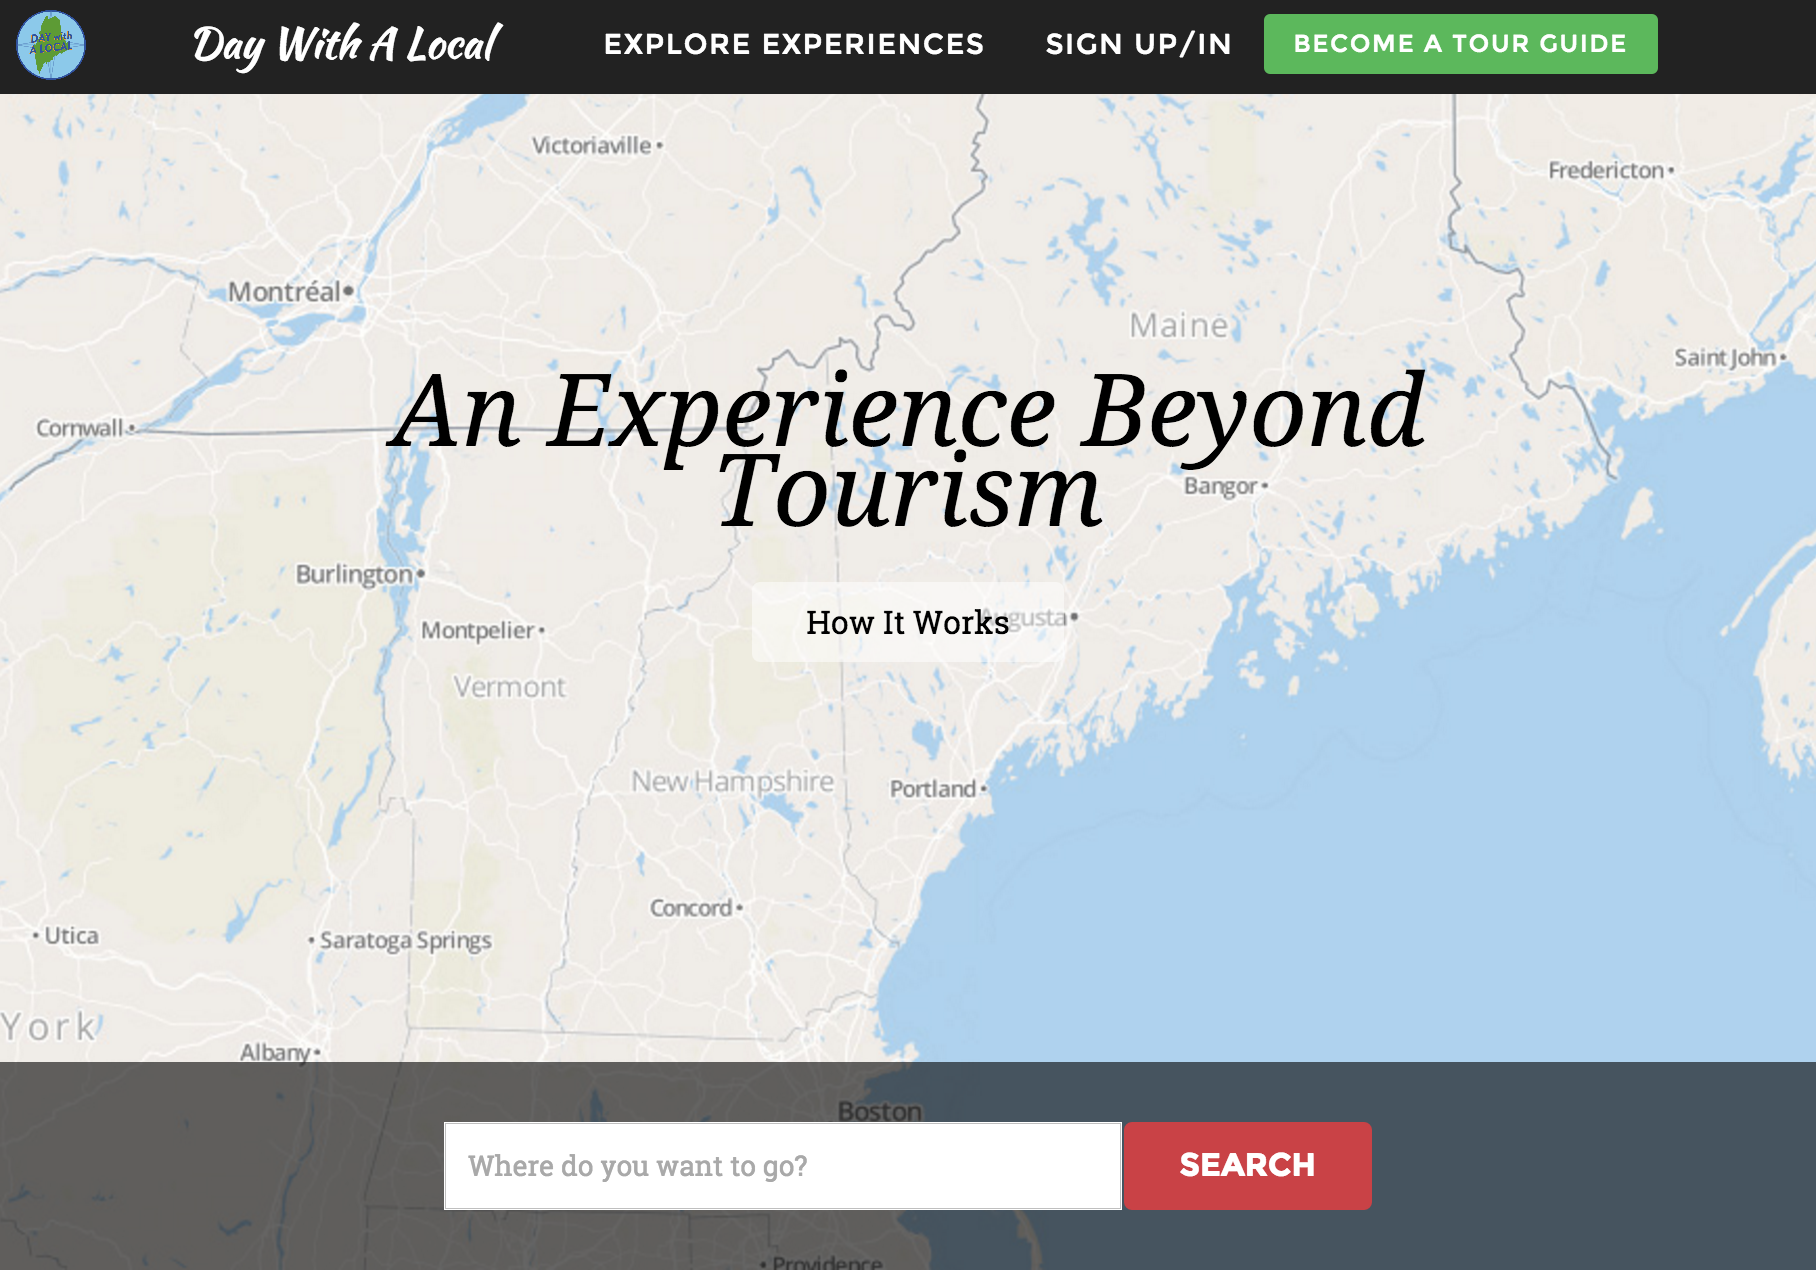 DAY with
A LOCAL
Day With A Local
EXPLORE EXPERIENCES
SIGN UP/IN
BECOME A TOUR GUIDE
Victoriaville
Fredericton
Montréal
Maine
Saint John
Cornwall
An Experience Beyond
Tourism
Bangor
Burlington
How It Works
Augusta
Montpelier
Vermont
New Hampshire
Portland
Concord
Utica
Saratoga Springs
York
Albany
Boston
Where do you want to go?
SEARCH
Providence